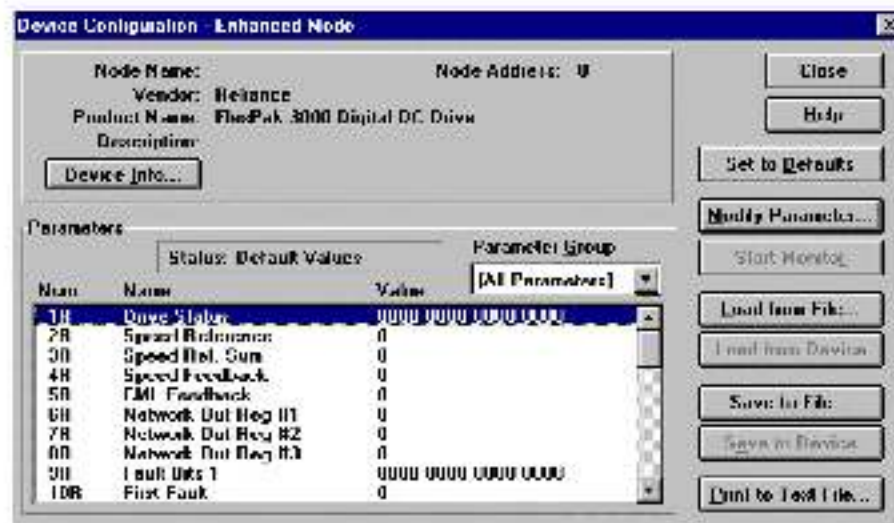 Device Configuration - Enhanced Node
Node Name:
Node Address: 0
Vendor: Reliance
Product Name: FlexPak 3000 Digital DC Drive
Description:
Device Info...
Close
Help
Set to Defaults
Modify Parameter...
Start Monitor
Load from File...
Load from Device
Save to File
Save to Device
Print to Text File...
Parameters
Status: Default Values
Parameter Group
[All Parameters]
Num Name Value
1R Drive Status 0000 0000 0000 0000
2R Speed Reference 0
3R Speed Ref. Sum 0
4R Speed Feedback 0
5R EML Feedback 0
6R Network Out Reg #1 0
7R Network Out Reg #2 0
8R Network Out Reg #3 0
9R Fault Bits 1 0000 0000 0000 0000
10R First Fault 0